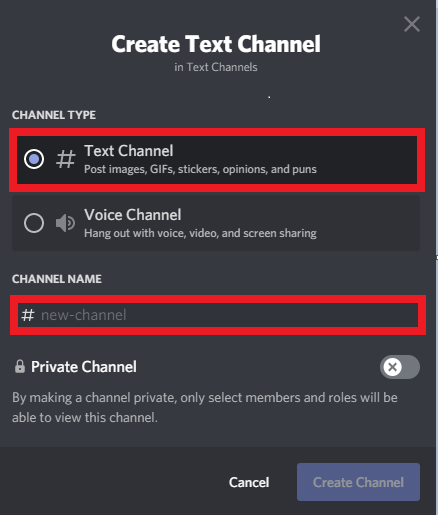 Create Text Channel
in Text Channels
CHANNEL TYPE
# Text Channel
Post images, GIFs, stickers, opinions, and puns
Voice Channel
Hang out with voice, video, and screen sharing
CHANNEL NAME
# new-channel
Private Channel
By making a channel private, only select members and roles will be
able to view this channel.
Cancel Create Channel